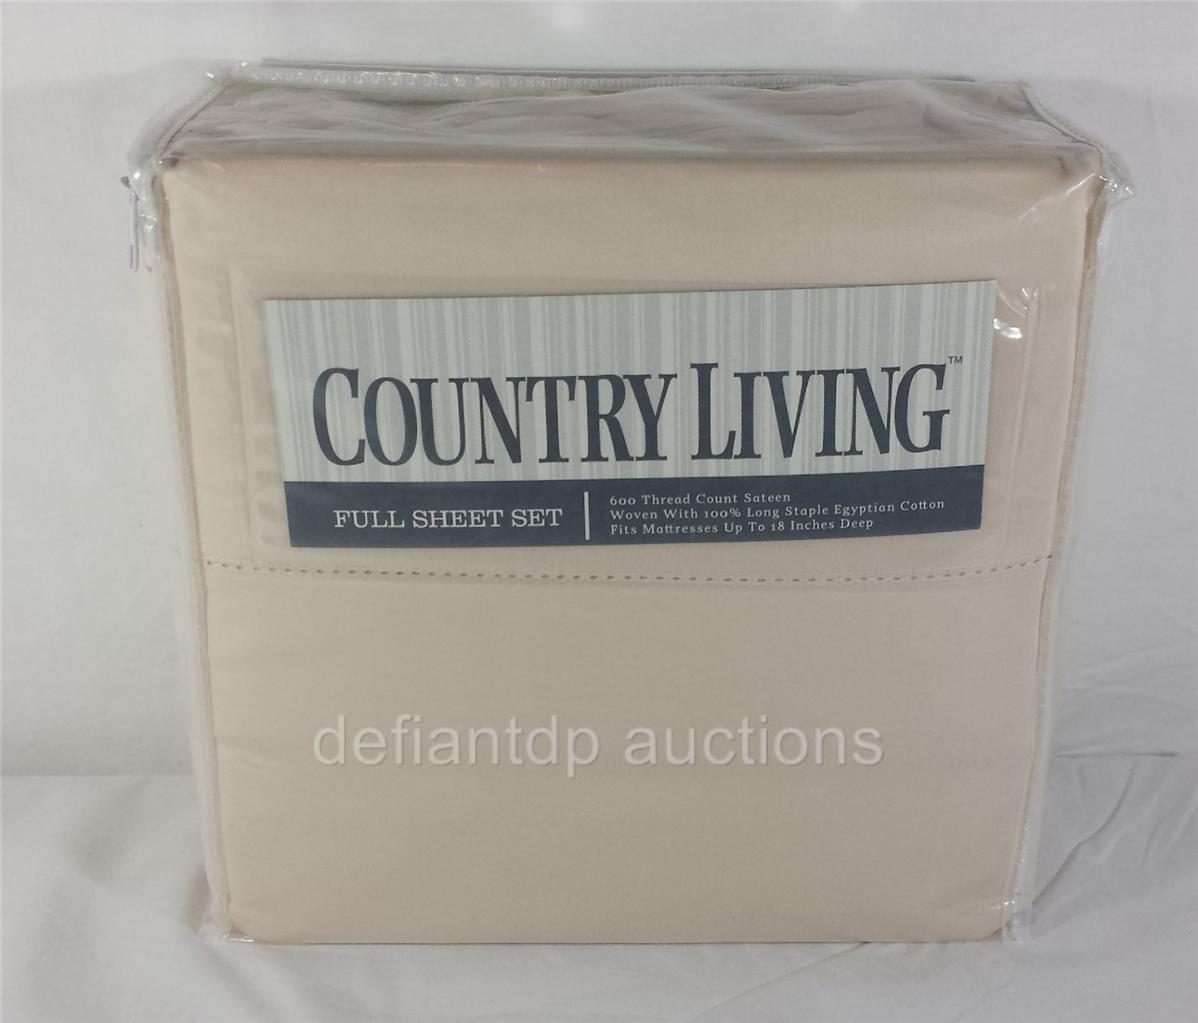 COUNTRY LIVING™
FULL SHEET SET
600 Thread Count Sateen
Woven With 100% Long Staple Egyptian Cotton
Fits Mattresses Up To 18 Inches Deep
defiantdp auctions